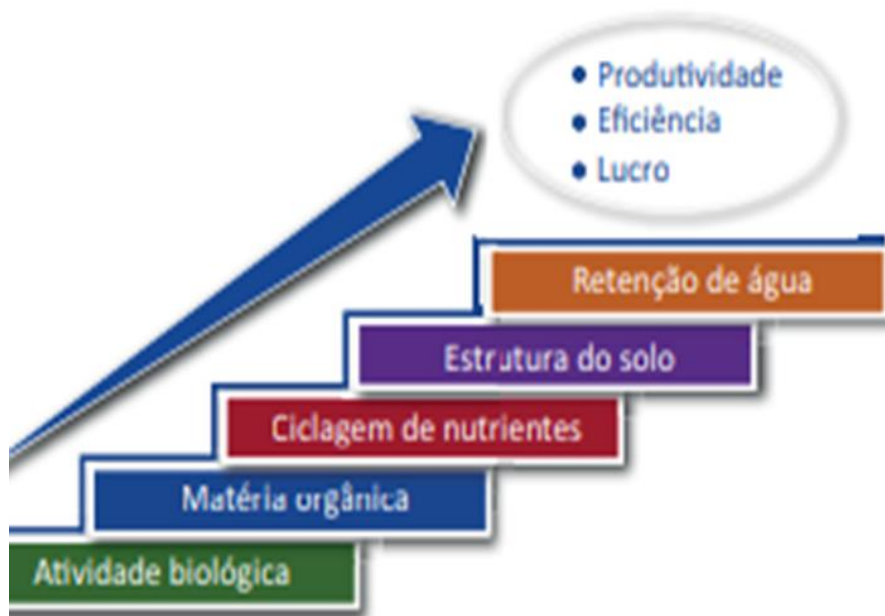 • Produtividade
• Eficiência
• Lucro
Retenção de água
Estrutura do solo
Ciclagem de nutrientes
Matéria orgânica
Atividade biológica